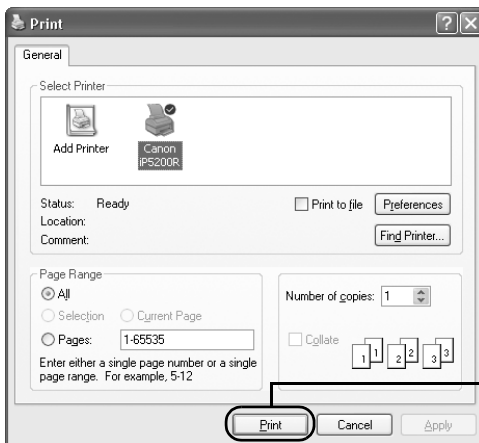 Print
General
Select Printer
Add Printer
Canon
iP5200R
Status: Ready
Location:
Comment:
Print to file
Preferences
Find Printer...
Page Range
All
Selection
Current Page
Pages: 1-65535
Enter either a single page number or a single
page range. For example, 5-12
Number of copies: 1
Collate
1 1 2 2 3 3
Print
Cancel
Apply